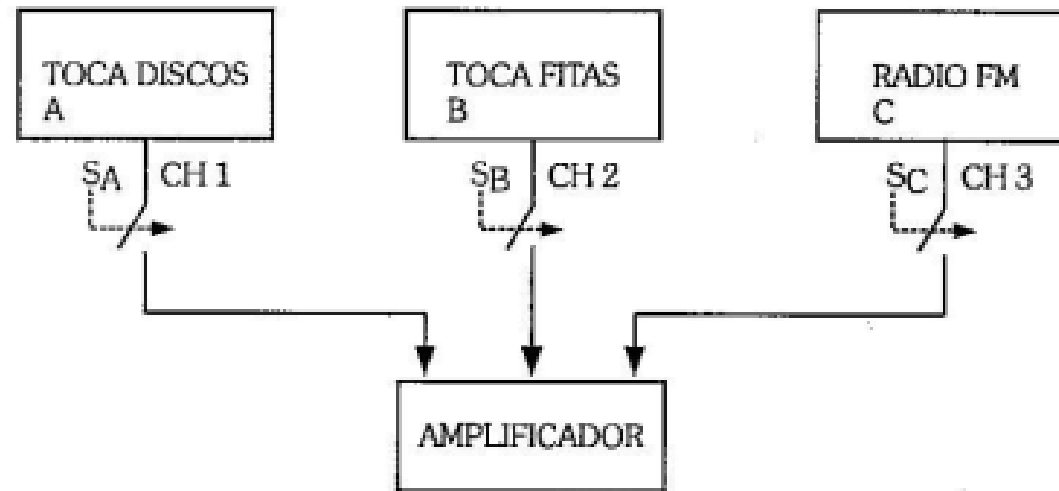 TOCA DISCOS
A
TOCA FITAS
B
RADIO FM
C
SA CH 1
SB CH 2
SC CH 3
AMPLIFICADOR